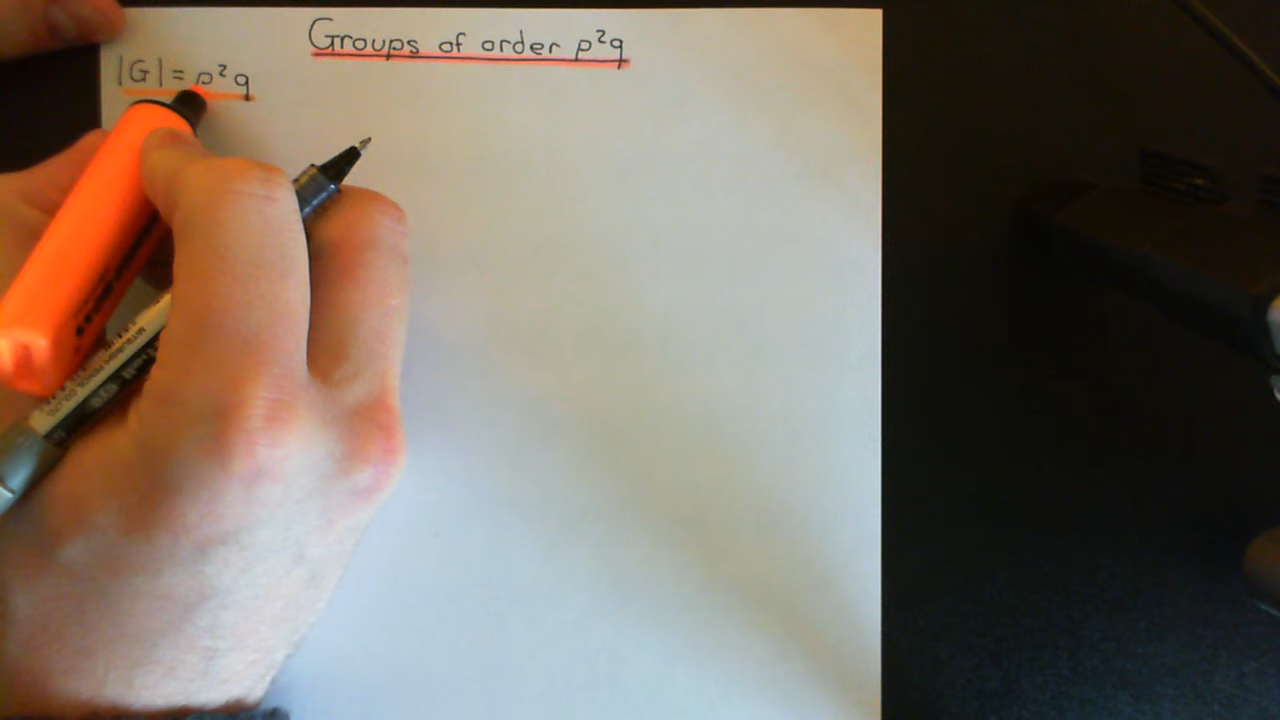 Groups of order p²q
|G| = p²q